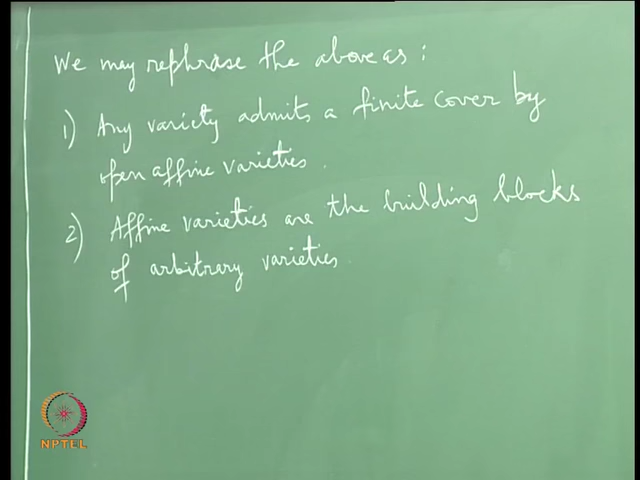 We may rephrase the above as :
1) Any variety admits a finite cover by
open affine varieties .
2) Affine varieties are the building blocks
of arbitrary varieties
NPTEL